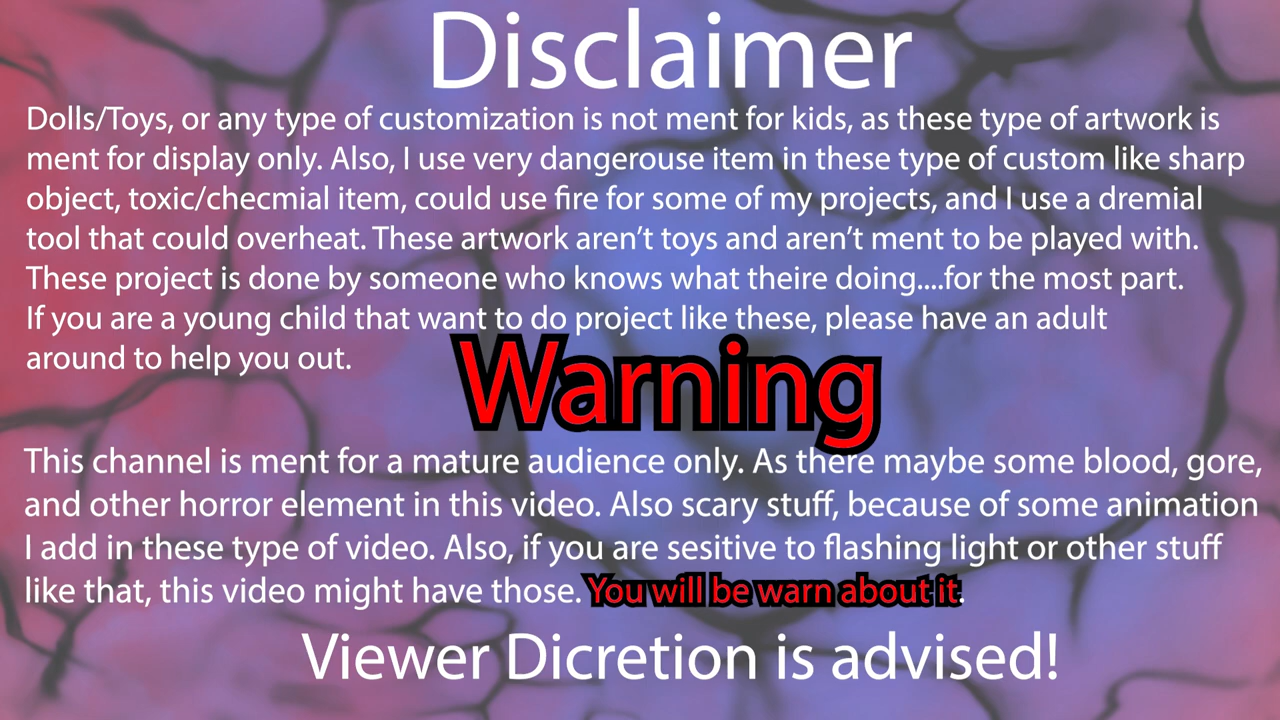 Disclaimer
Dolls/Toys, or any type of customization is not ment for kids, as these type of artwork is
ment for display only. Also, I use very dangerouse item in these type of custom like sharp
object, toxic/checmial item, could use fire for some of my projects, and I use a dremial
tool that could overheat. These artwork aren't toys and aren't ment to be played with.
These project is done by someone who knows what theire doing....for the most part.
If you are a young child that want to do project like these, please have an adult
around to help you out.
Warning
This channel is ment for a mature audience only. As there maybe some blood, gore,
and other horror element in this video. Also scary stuff, because of some animation
I add in these type of video. Also, if you are sesitive to flashing light or other stuff
like that, this video might have those. You will be warn about it.
Viewer Dicretion is advised!